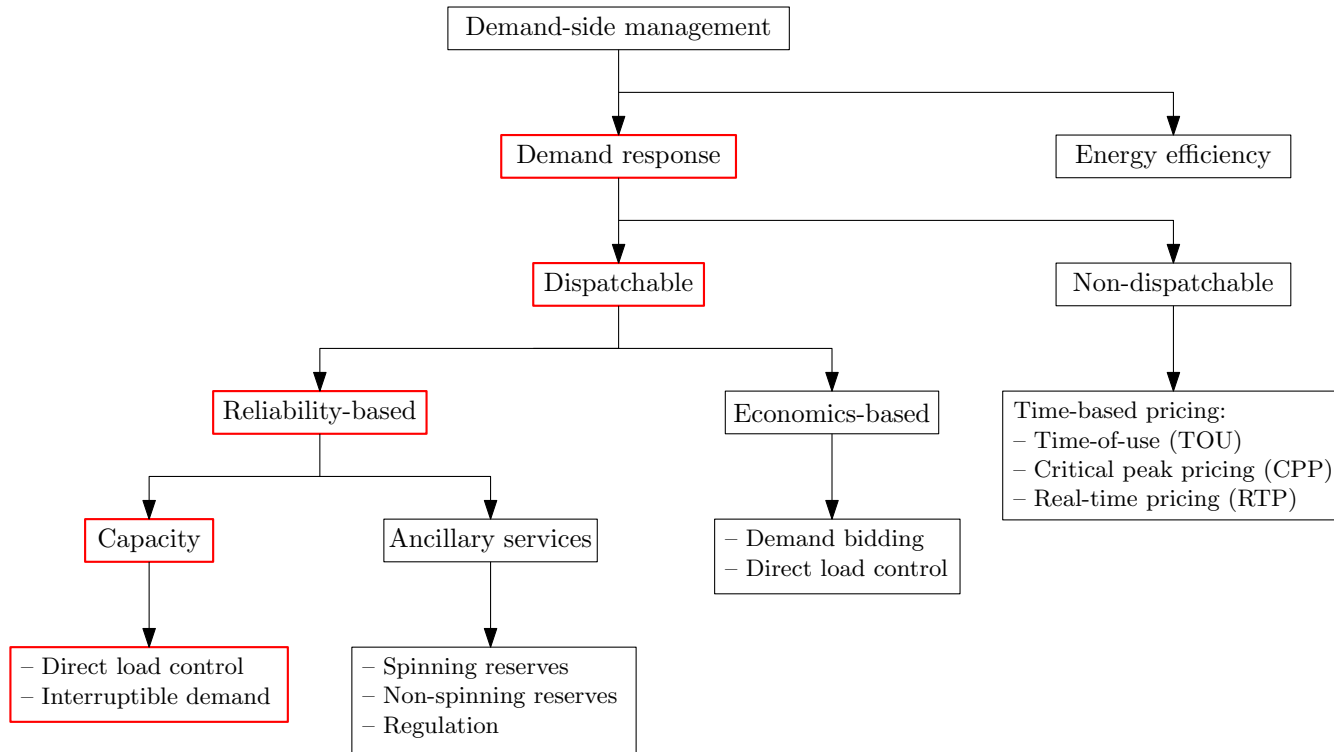 Demand-side management
Demand response
Energy efficiency
Dispatchable
Non-dispatchable
Reliability-based
Economics-based
Time-based pricing:
– Time-of-use (TOU)
– Critical peak pricing (CPP)
– Real-time pricing (RTP)
Capacity
Ancillary services
– Demand bidding
– Direct load control
– Direct load control
– Interruptible demand
– Spinning reserves
– Non-spinning reserves
– Regulation